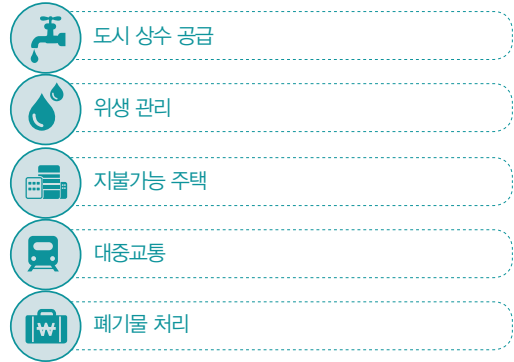 도시 상수 공급
위생 관리
지불가능 주택
대중교통
₩
폐기물 처리